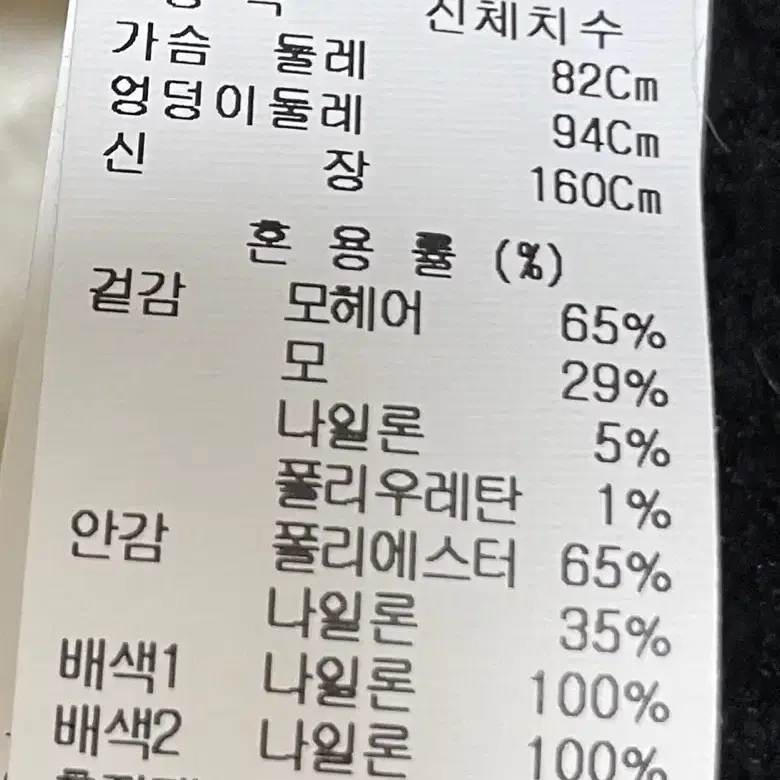 신체치수
가슴 둘레 82Cm
엉덩이둘레 94Cm
신 장 160Cm
혼 용 률 (%)
겉감 모헤어 65%
모 29%
나일론 5%
폴리우레탄 1%
안감 폴리에스터 65%
나일론 35%
배색1 나일론 100%
배색2 나일론 100%